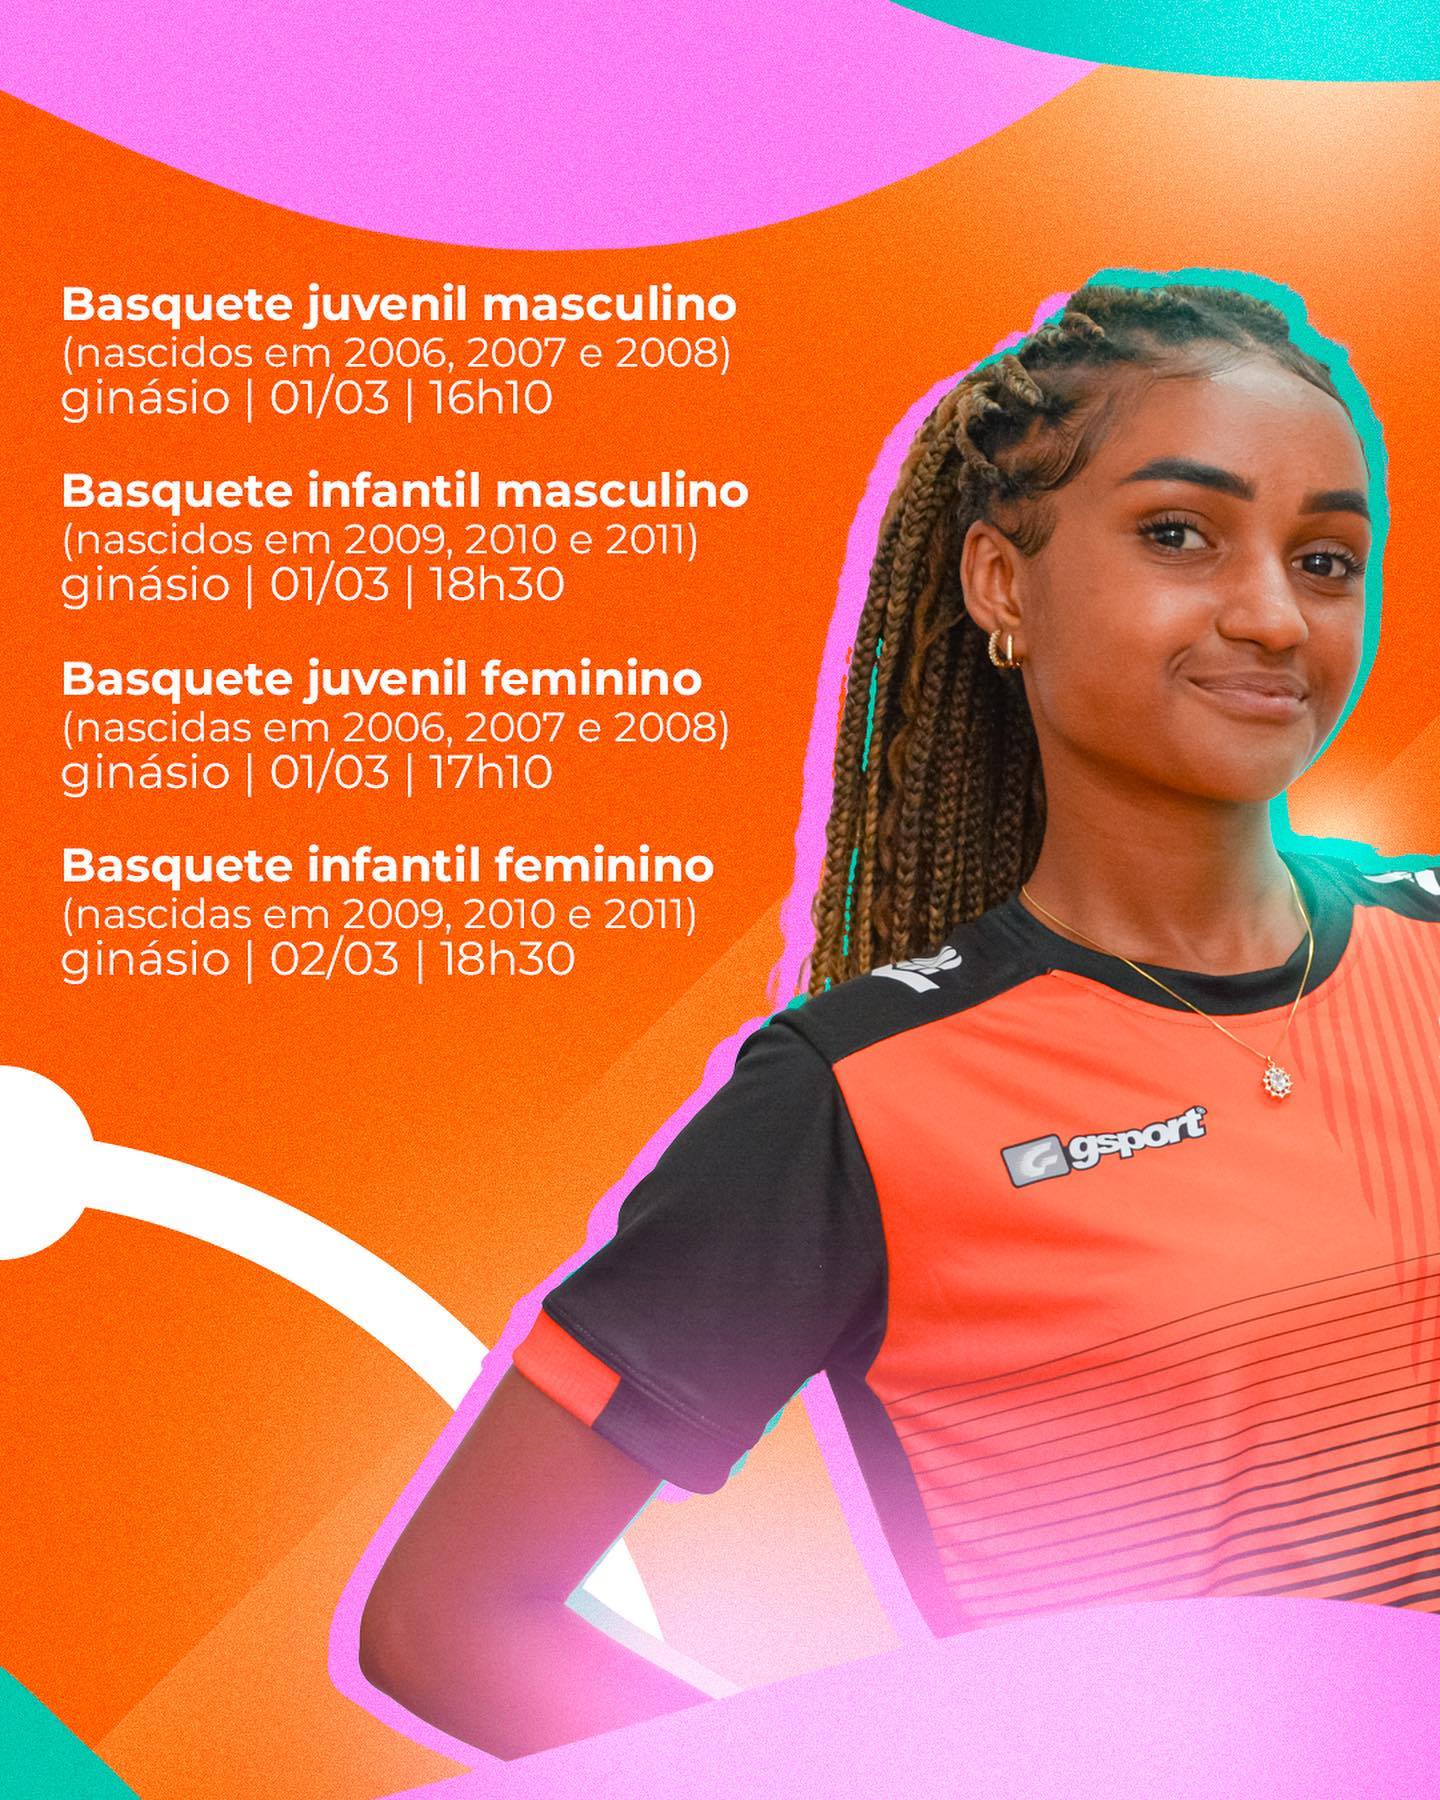 Basquete juvenil masculino
(nascidos em 2006, 2007 e 2008)
ginásio | 01/03 | 16h10
Basquete infantil masculino
(nascidos em 2009, 2010 e 2011)
ginásio | 01/03 | 18h30
Basquete juvenil feminino
(nascidas em 2006, 2007 e 2008)
ginásio | 01/03 | 17h10
Basquete infantil feminino
(nascidas em 2009, 2010 e 2011)
ginásio | 02/03 | 18h30
gsport